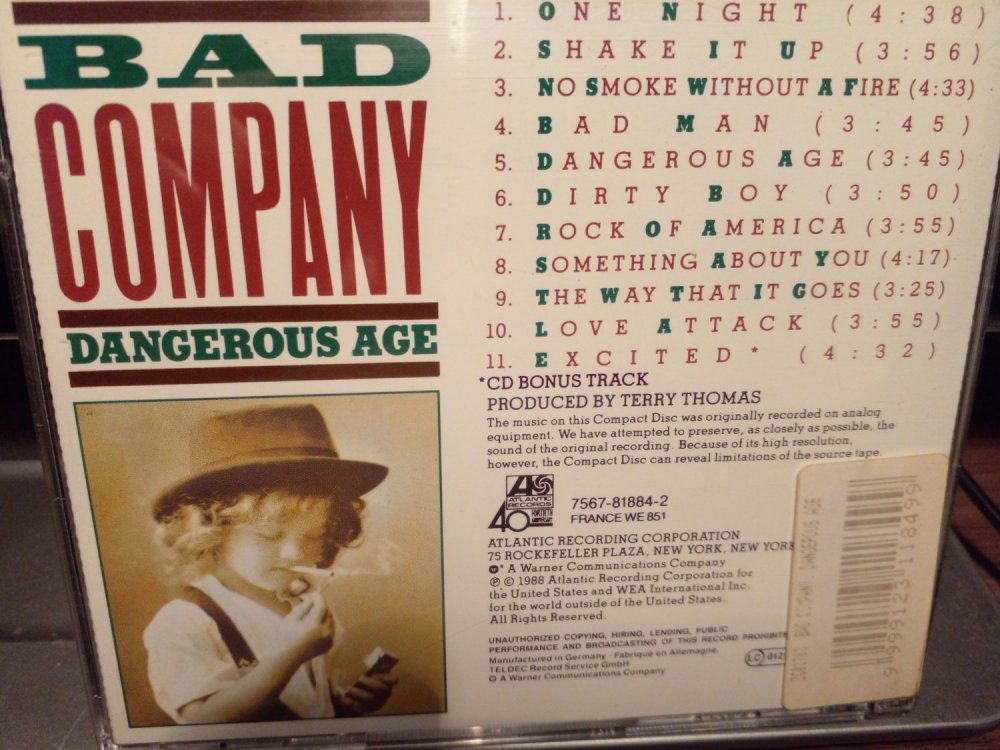 BAD
COMPANY
DANGEROUS AGE
1. ONE NIGHT (4:38)
2. SHAKE IT UP (3:56)
3. NO SMOKE WITHOUT A FIRE (4:33)
4. BAD MAN (3:45)
5. DANGEROUS AGE (3:45)
6. DIRTY BOY (3:50)
7. ROCK OF AMERICA (3:55)
8. SOMETHING ABOUT YOU (4:17)
9. THE WAY THAT IT GOES (3:25)
10. LOVE ATTACK (3:55)
11. EXCITED* (4:32)
*CD BONUS TRACK
PRODUCED BY TERRY THOMAS
The music on this Compact Disc was originally recorded on analog
equipment. We have attempted to preserve, as closely as possible, the
sound of the original recording. Because of its high resolution,
however, the Compact Disc can reveal limitations of the source tape.
ATLANTIC
RECORDS
40 FORTIETH
ANNIVERSARY
7567-81884-2
FRANCE WE 851
ATLANTIC RECORDING CORPORATION
75 ROCKEFELLER PLAZA, NEW YORK, NEW YORK
* A Warner Communications Company
℗ © 1988 Atlantic Recording Corporation for
the United States and WEA International Inc.
for the world outside of the United States.
All Rights Reserved.
UNAUTHORIZED COPYING, HIRING, LENDING, PUBLIC
PERFORMANCE AND BROADCASTING OF THIS RECORD PROHIBITE
Manufactured in Germany · Fabriqué en Allemagne.
TELDEC Record Service GmbH
A Warner Communications Company
LC 012
BAD COMPANY, DANGEROUS AGE